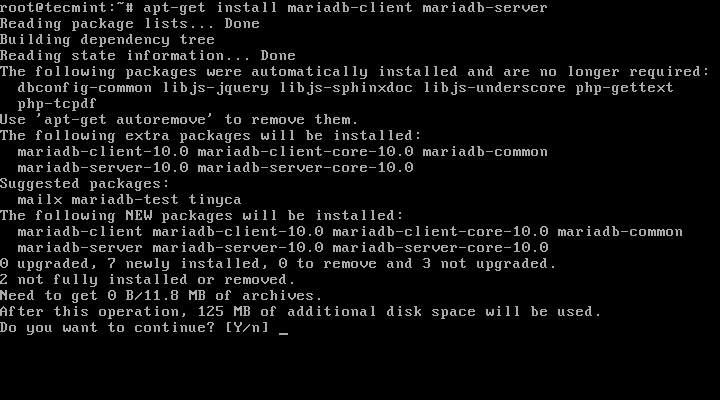 root@tecmint:~# apt-get install mariadb-client mariadb-server
Reading package lists... Done
Building dependency tree
Reading state information... Done
The following packages were automatically installed and are no longer required:
  dbconfig-common libjs-jquery libjs-sphinxdoc libjs-underscore php-gettext
  php-tcpdf
Use 'apt-get autoremove' to remove them.
The following extra packages will be installed:
  mariadb-client-10.0 mariadb-client-core-10.0 mariadb-common
  mariadb-server-10.0 mariadb-server-core-10.0
Suggested packages:
  mailx mariadb-test tinyca
The following NEW packages will be installed:
  mariadb-client mariadb-client-10.0 mariadb-client-core-10.0 mariadb-common
  mariadb-server mariadb-server-10.0 mariadb-server-core-10.0
0 upgraded, 7 newly installed, 0 to remove and 3 not upgraded.
2 not fully installed or removed.
Need to get 0 B/11.8 MB of archives.
After this operation, 125 MB of additional disk space will be used.
Do you want to continue? [Y/n] _